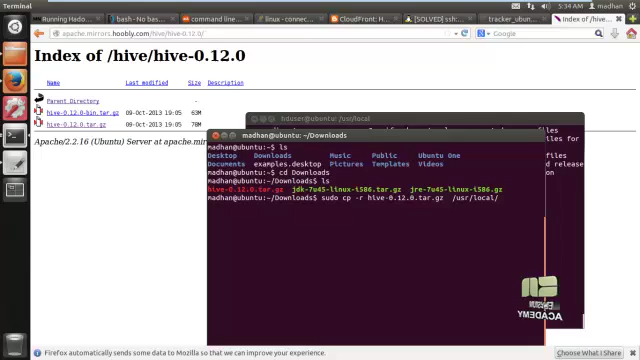 Terminal
5:34 AM
madhan
Running Hado...
bash - No bas...
command line...
linux - connec...
CloudFront: H...
[SOLVED] ssh:...
tracker_ubunt...
Index of /hive/...
apache.mirrors.hoobly.com/hive/hive-0.12.0/
Google
Index of /hive/hive-0.12.0
Name Last modified Size Description
Parent Directory -
hive-0.12.0-bin.tar.gz 09-Oct-2013 19:05 63M
hive-0.12.0.tar.gz 09-Oct-2013 19:05 78M
Apache/2.2.16 (Ubuntu) Server at apache.mir
hduser@ubuntu: /usr/local
files
files for
d release
on
madhan@ubuntu: ~/Downloads
madhan@ubuntu:~$ ls
Desktop Downloads Music Public Ubuntu One
Documents examples.desktop Pictures Templates Videos
madhan@ubuntu:~$ cd Downloads
madhan@ubuntu:~/Downloads$ ls
hive-0.12.0.tar.gz jdk-7u45-linux-i586.tar.gz jre-7u45-linux-i586.gz
madhan@ubuntu:~/Downloads$ sudo cp -r hive-0.12.0.tar.gz /usr/local/
ACADEMY
Firefox automatically sends some data to Mozilla so that we can improve your experience.
Choose What I Share